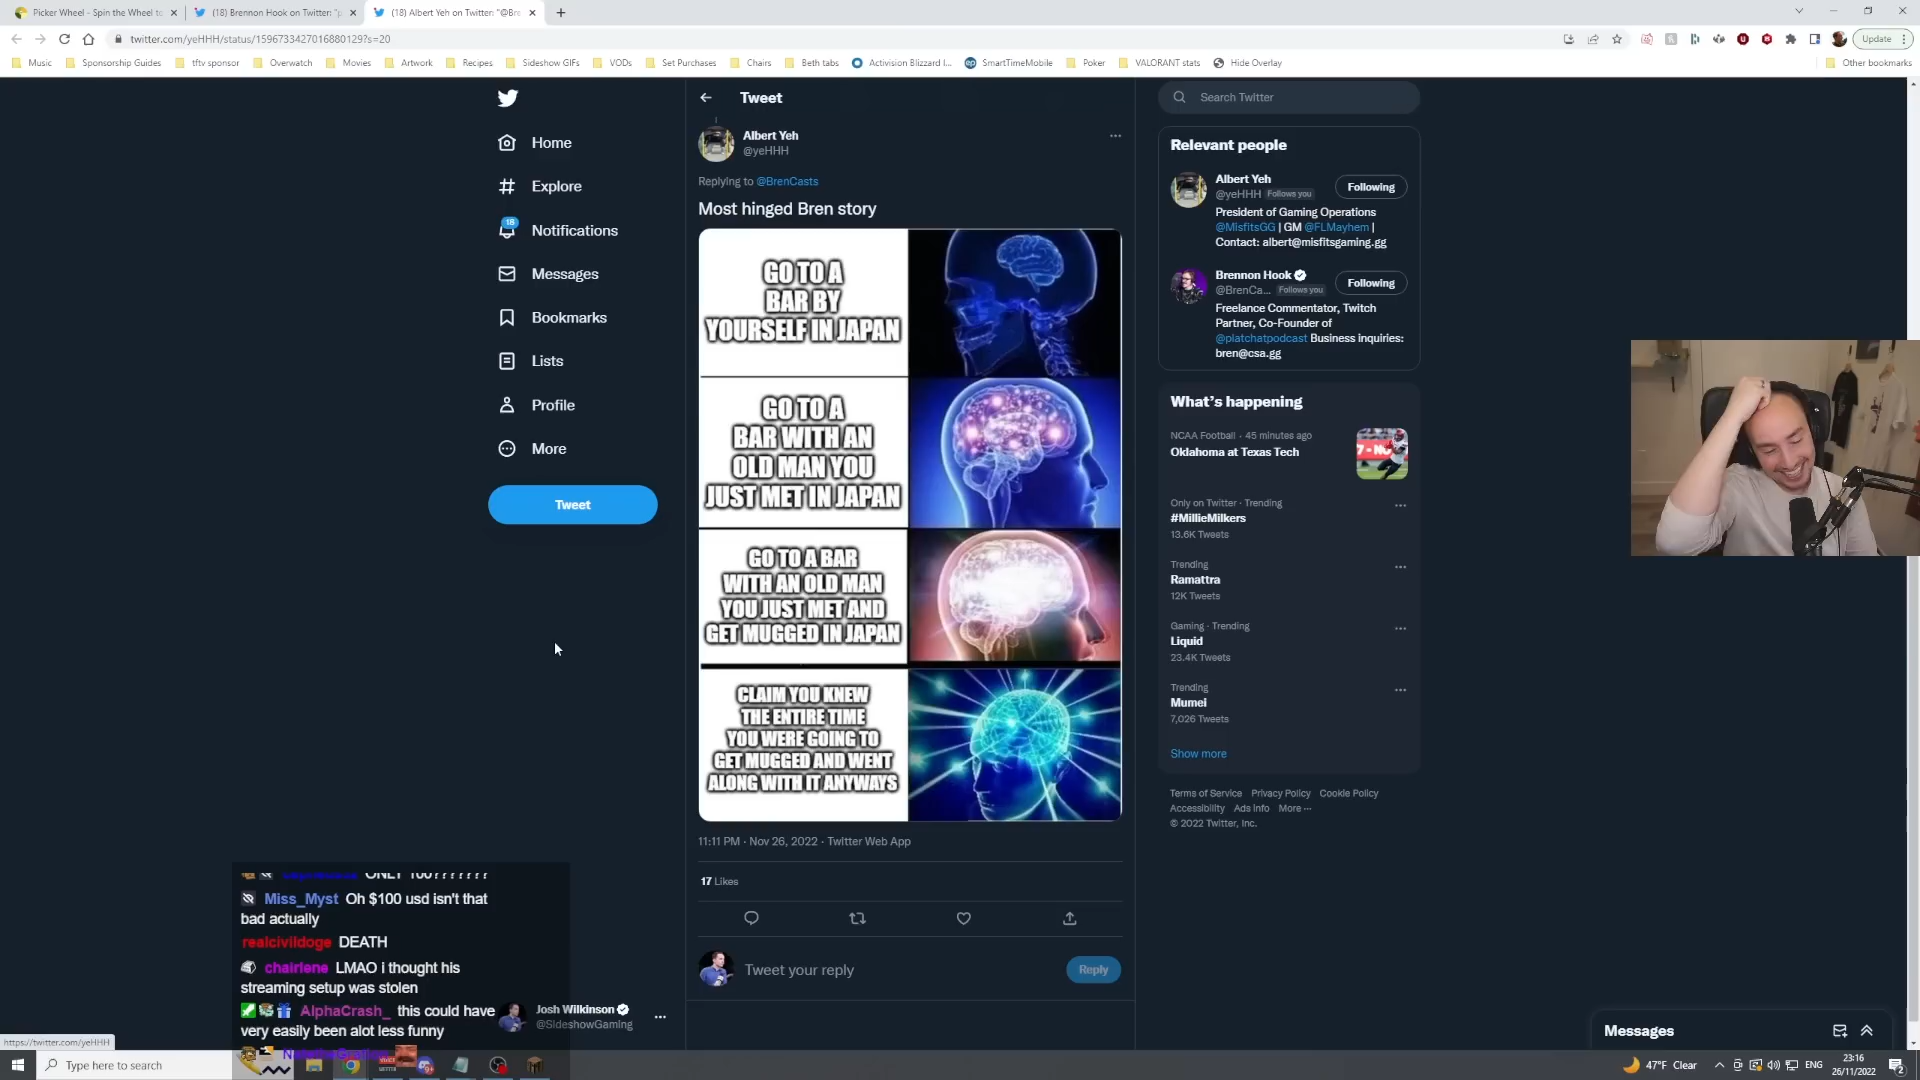 Picker Wheel - Spin the Wheel to
(18) Brennon Hook on Twitter: "p
(18) Albert Yeh on Twitter: "@Bre
twitter.com/yeHHH/status/1596733427016880129?s=20
Update
Music
Sponsorship Guides
tftv sponsor
Overwatch
Movies
Artwork
Recipes
Sideshow GIFs
VODs
Set Purchases
Chairs
Beth tabs
Activision Blizzard I...
SmartTimeMobile
Poker
VALORANT stats
Hide Overlay
Other bookmarks
Home
Explore
18
Notifications
Messages
Bookmarks
Lists
Profile
More
Tweet
Tweet
Albert Yeh
@yeHHH
Replying to @BrenCasts
Most hinged Bren story
GO TO A
BAR BY
YOURSELF IN JAPAN
GO TO A
BAR WITH AN
OLD MAN YOU
JUST MET IN JAPAN
GO TO A BAR
WITH AN OLD MAN
YOU JUST MET AND
GET MUGGED IN JAPAN
CLAIM YOU KNEW
THE ENTIRE TIME
YOU WERE GOING TO
GET MUGGED AND WENT
ALONG WITH IT ANYWAYS
11:11 PM · Nov 26, 2022 · Twitter Web App
17 Likes
Tweet your reply
Reply
Search Twitter
Relevant people
Albert Yeh
@yeHHH Follows you
Following
President of Gaming Operations
@MisfitsGG | GM @FLMayhem |
Contact: albert@misfitsgaming.gg
Brennon Hook
@BrenCa... Follows you
Following
Freelance Commentator, Twitch
Partner, Co-Founder of
@platchatpodcast Business inquiries:
bren@csa.gg
What's happening
NCAA Football · 45 minutes ago
Oklahoma at Texas Tech
Only on Twitter · Trending
#MillieMilkers
13.6K Tweets
Trending
Ramattra
12K Tweets
Gaming · Trending
Liquid
23.4K Tweets
Trending
Mumei
7,026 Tweets
Show more
Terms of Service Privacy Policy Cookie Policy
Accessibility Ads info More ···
© 2022 Twitter, Inc.
ONLY 100???????
Miss_Myst Oh $100 usd isn't that
bad actually
realcivildoge DEATH
chairlene LMAO i thought his
streaming setup was stolen
AlphaCrash_ this could have
very easily been alot less funny
Josh Wilkinson
@SideshowGaming
Messages
https://twitter.com/yeHHH
Type here to search
47°F Clear
ENG
23:16
26/11/2022
2